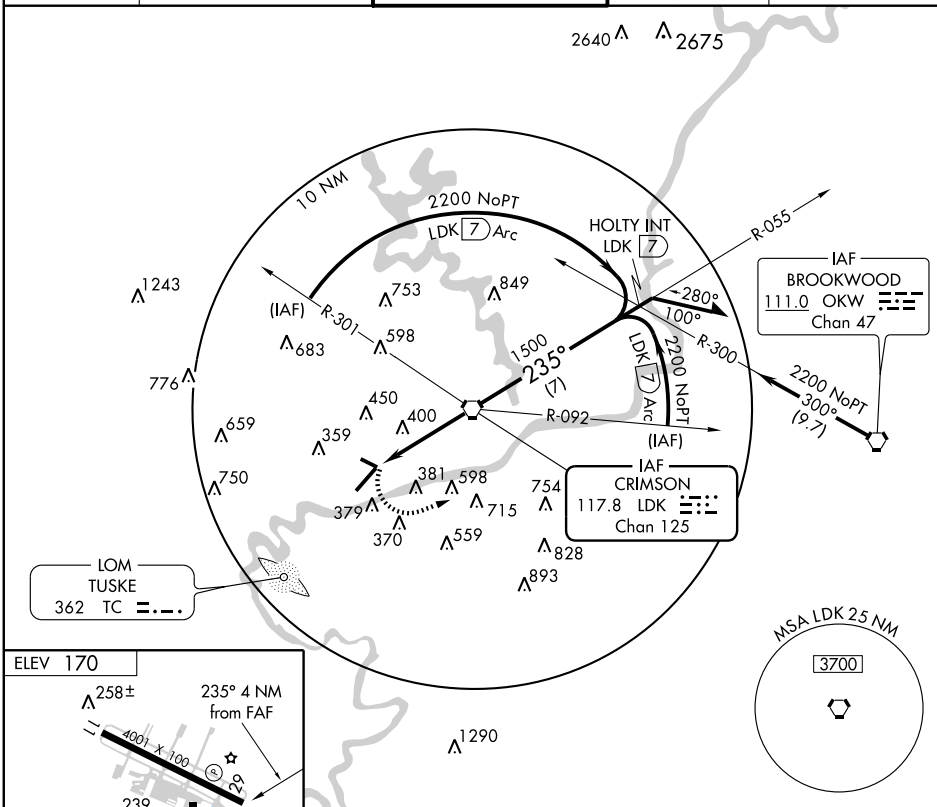 2640
2675
10 NM
2200 NoPT
LDK 7 Arc
HOLTY INT
LDK 7
R-055
IAF
BROOKWOOD
111.0 OKW
Chan 47
1243
(IAF)
R-301
753
849
280°
100°
R-300
683
598
1500
235°
(7)
2200 NoPT
LDK 7 Arc
2200 NoPT
300°
(9.7)
776
450
400
R-092
(IAF)
659
359
IAF
CRIMSON
117.8 LDK
Chan 125
750
381
598
754
379
715
370
559
828
893
LOM
TUSKE
362 TC
MSA LDK 25 NM
3700
ELEV 170
258±
235° 4 NM
from FAF
11
4001 X 100
P
29
239
1290